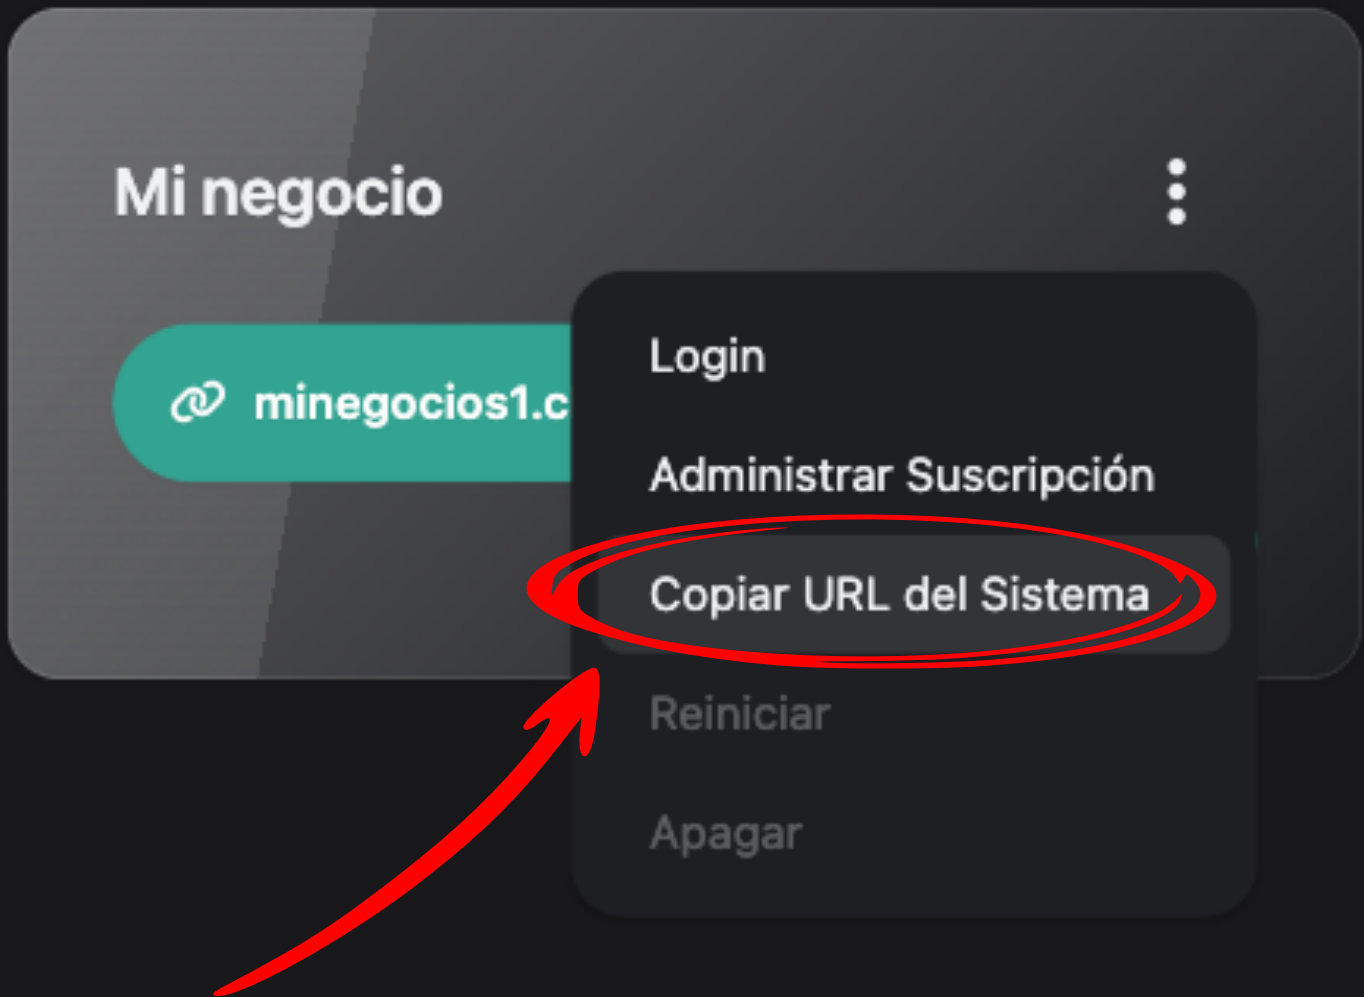 Mi negocio
minegocios1.c
Login
Administrar Suscripción
Copiar URL del Sistema
Reiniciar
Apagar